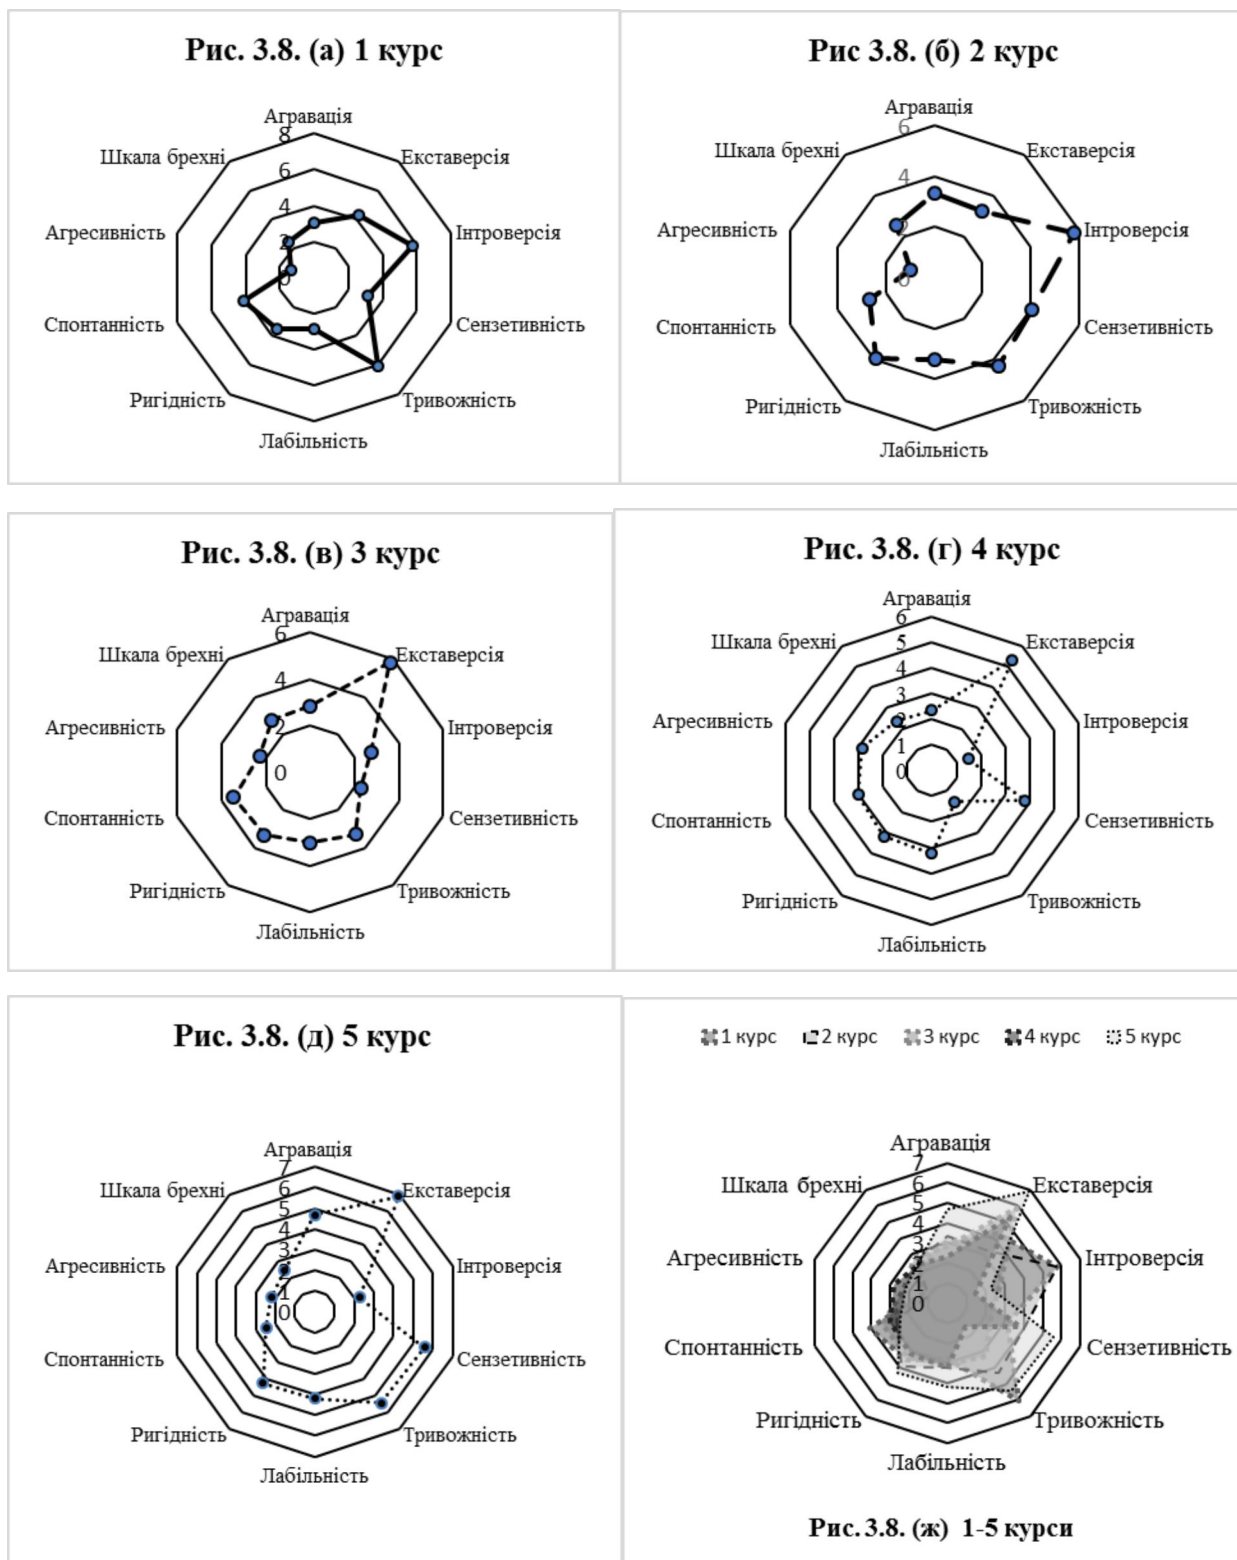 Рис. 3.8. (а) 1 курс
Агравація
8
6
4
2
0
Екставерсія
Інтроверсія
Сензетивність
Тривожність
Лабільність
Ригідність
Спонтанність
Агресивність
Шкала брехні
Рис 3.8. (б) 2 курс
Агравація
6
4
2
0
Екставерсія
Інтроверсія
Сензетивність
Тривожність
Лабільність
Ригідність
Спонтанність
Агресивність
Шкала брехні
Рис. 3.8. (в) 3 курс
Агравація
6
4
2
0
Екставерсія
Інтроверсія
Сензетивність
Тривожність
Лабільність
Ригідність
Спонтанність
Агресивність
Шкала брехні
Рис. 3.8. (г) 4 курс
Агравація
6
5
4
3
2
1
0
Екставерсія
Інтроверсія
Сензетивність
Тривожність
Лабільність
Ригідність
Спонтанність
Агресивність
Шкала брехні
Рис. 3.8. (д) 5 курс
Агравація
7
6
5
4
3
2
1
0
Екставерсія
Інтроверсія
Сензетивність
Тривожність
Лабільність
Ригідність
Спонтанність
Агресивність
Шкала брехні
1 курс 2 курс 3 курс 4 курс 5 курс
Агравація
7
6
5
4
3
2
1
0
Екставерсія
Інтроверсія
Сензетивність
Тривожність
Лабільність
Ригідність
Спонтанність
Агресивність
Шкала брехні
Рис. 3.8. (ж) 1-5 курси